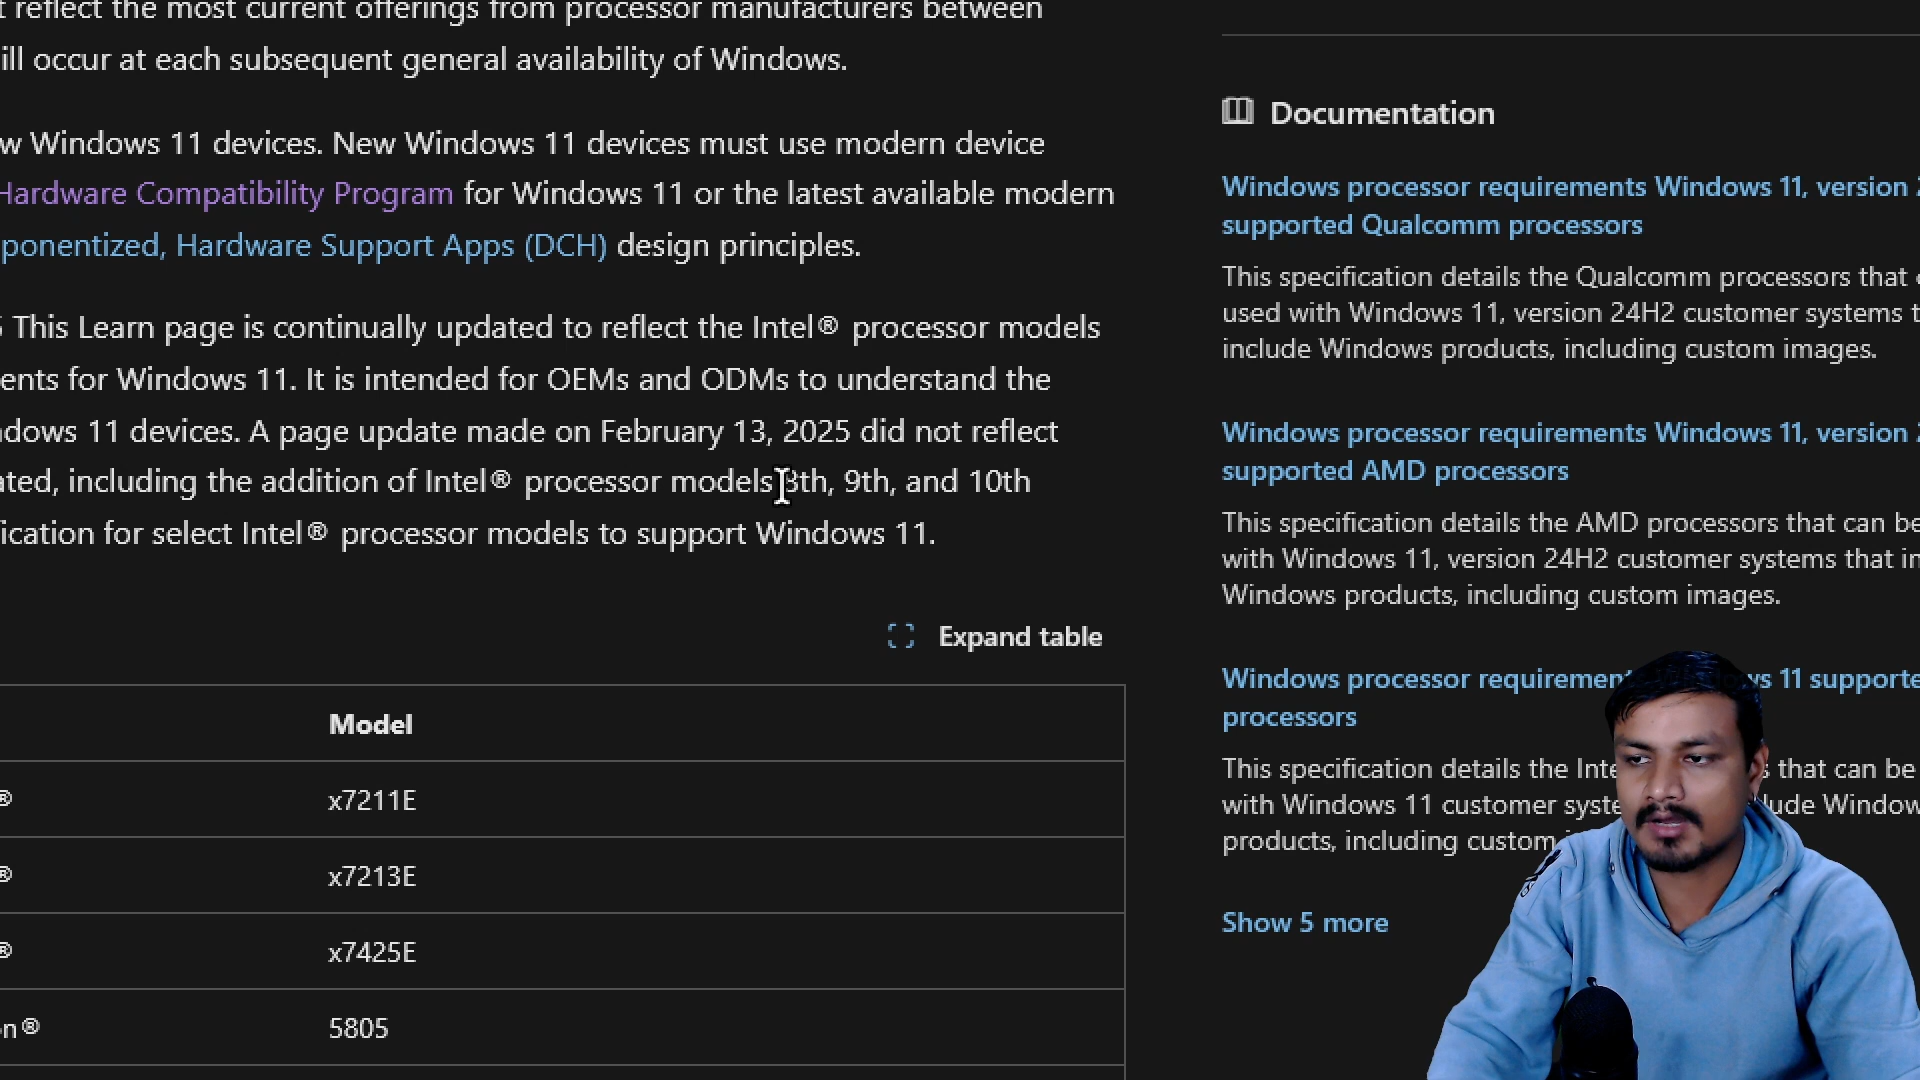 reflect the most current offerings from processor manufacturers between
ill occur at each subsequent general availability of Windows.
w Windows 11 devices. New Windows 11 devices must use modern device
Hardware Compatibility Program for Windows 11 or the latest available modern
ponentized, Hardware Support Apps (DCH) design principles.
This Learn page is continually updated to reflect the Intel® processor models
ents for Windows 11. It is intended for OEMs and ODMs to understand the
dows 11 devices. A page update made on February 13, 2025 did not reflect
ated, including the addition of Intel® processor models 8th, 9th, and 10th
ication for select Intel® processor models to support Windows 11.
Expand table
Model
® x7211E
® x7213E
® x7425E
n® 5805
Documentation
Windows processor requirements Windows 11, version
supported Qualcomm processors
This specification details the Qualcomm processors that
used with Windows 11, version 24H2 customer systems t
include Windows products, including custom images.
Windows processor requirements Windows 11, version
supported AMD processors
This specification details the AMD processors that can be
with Windows 11, version 24H2 customer systems that in
Windows products, including custom images.
Windows processor requirement ws 11 supporte
processors
This specification details the Inte that can be
with Windows 11 customer syste lude Window
products, including custom
Show 5 more